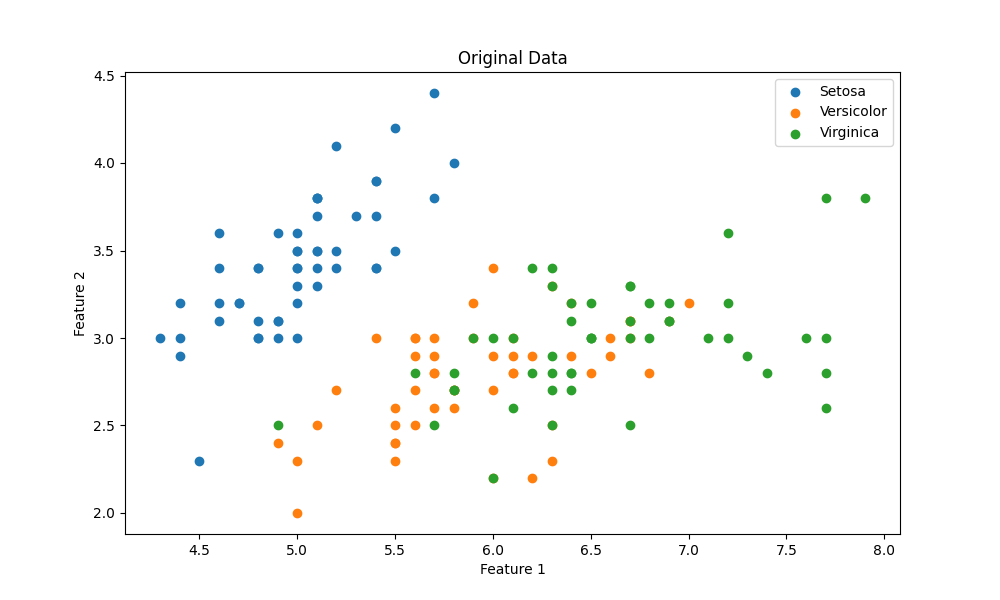 Original Data
Setosa
Versicolor
Virginica
4.5
4.0
3.5
3.0
2.5
2.0
Feature 2
4.5 5.0 5.5 6.0 6.5 7.0 7.5 8.0
Feature 1